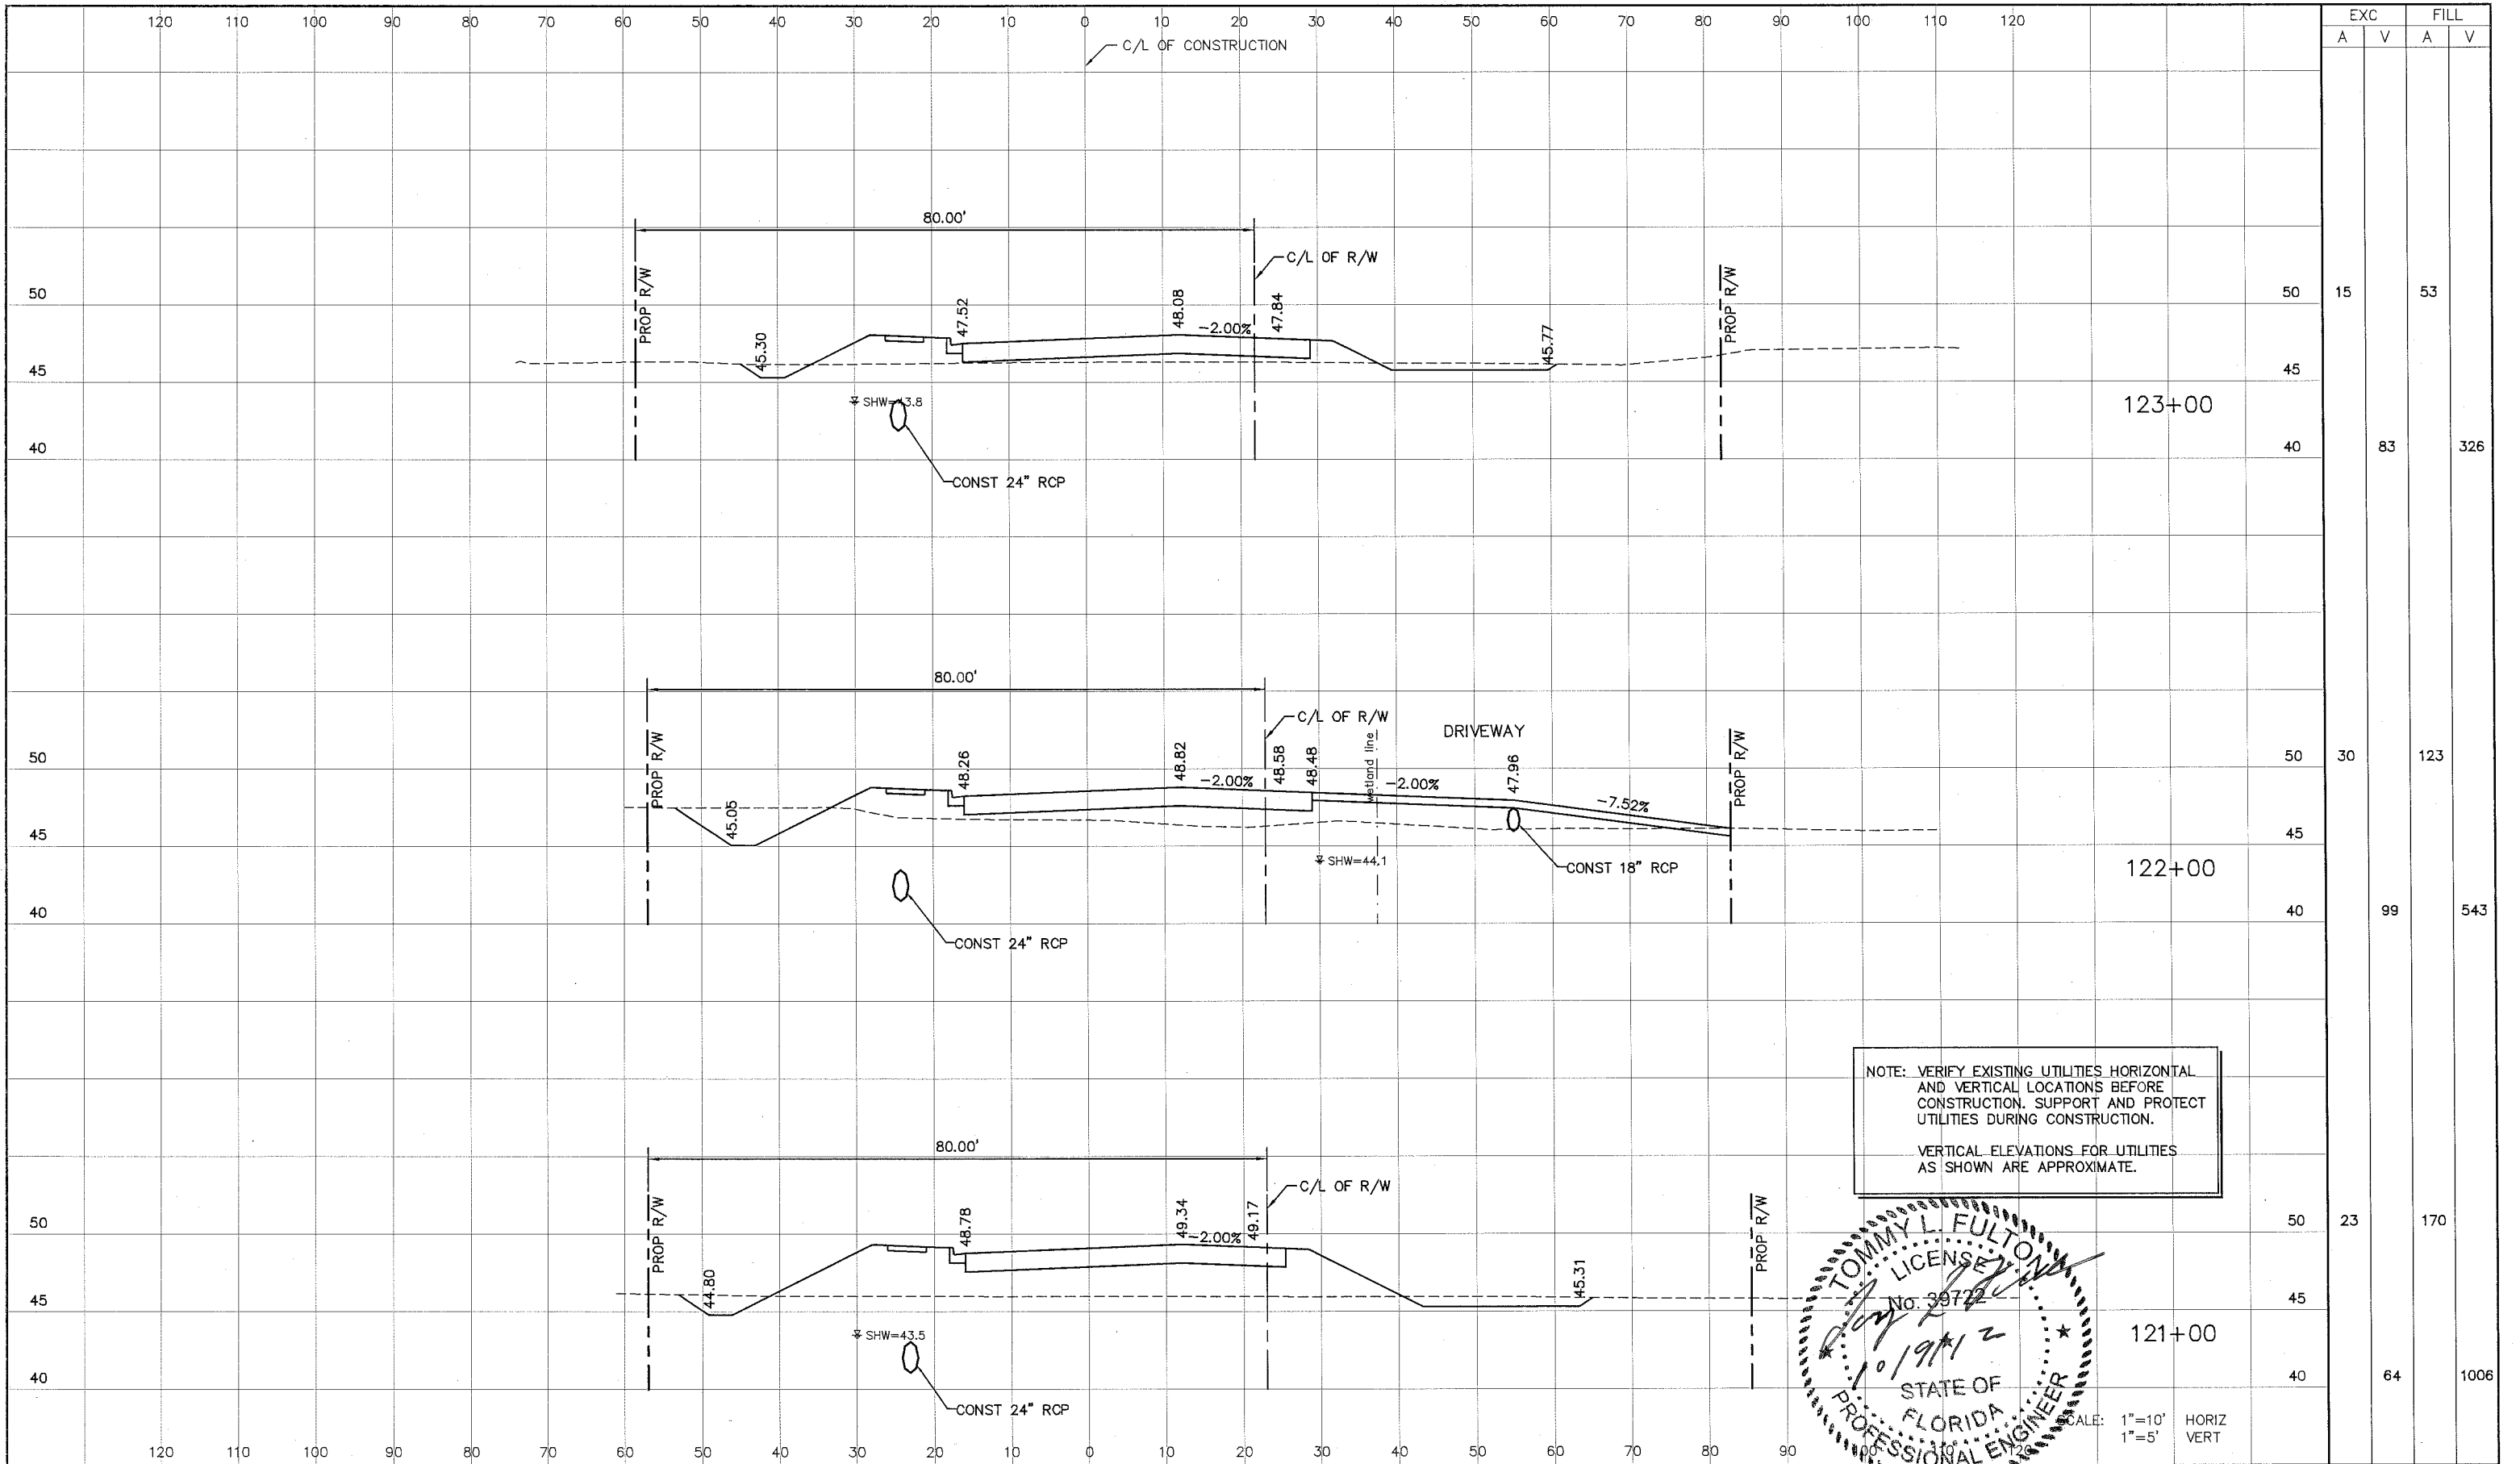 120 110 100 90 80 70 60 50 40 30 20 10 0 10 20 30 40 50 60 70 80 90 100 110 120
EXC FILL
A V A V
C/L OF CONSTRUCTION
80.00'
PROP R/W
C/L OF R/W
PROP R/W
45.30
47.52
48.08
-2.00%
47.84
45.77
50 50 15 53
45 45
SHW=43.8
123+00
40 40 83 326
CONST 24" RCP
80.00'
C/L OF R/W
DRIVEWAY
PROP R/W
wetland line
PROP R/W
45.05
48.26
48.82
-2.00%
48.58
48.48
-2.00%
47.96
-7.52%
50 50 30 123
45 45
SHW=44.1
CONST 18" RCP
122+00
40 40 99 543
CONST 24" RCP
NOTE: VERIFY EXISTING UTILITIES HORIZONTAL
AND VERTICAL LOCATIONS BEFORE
CONSTRUCTION. SUPPORT AND PROTECT
UTILITIES DURING CONSTRUCTION.
VERTICAL ELEVATIONS FOR UTILITIES
AS SHOWN ARE APPROXIMATE.
80.00'
C/L OF R/W
PROP R/W
PROP R/W
44.80
48.78
49.34
-2.00%
49.17
45.31
50 50 23 170
45 45
SHW=43.5
121+00
40 40 64 1006
CONST 24" RCP
TOMMY L. FULTON
LICENSE
No. 39722
10/19/12
STATE OF
FLORIDA
PROFESSIONAL ENGINEER
SCALE: 1"=10' HORIZ
1"=5' VERT
120 110 100 90 80 70 60 50 40 30 20 10 0 10 20 30 40 50 60 70 80 90 100 110 120